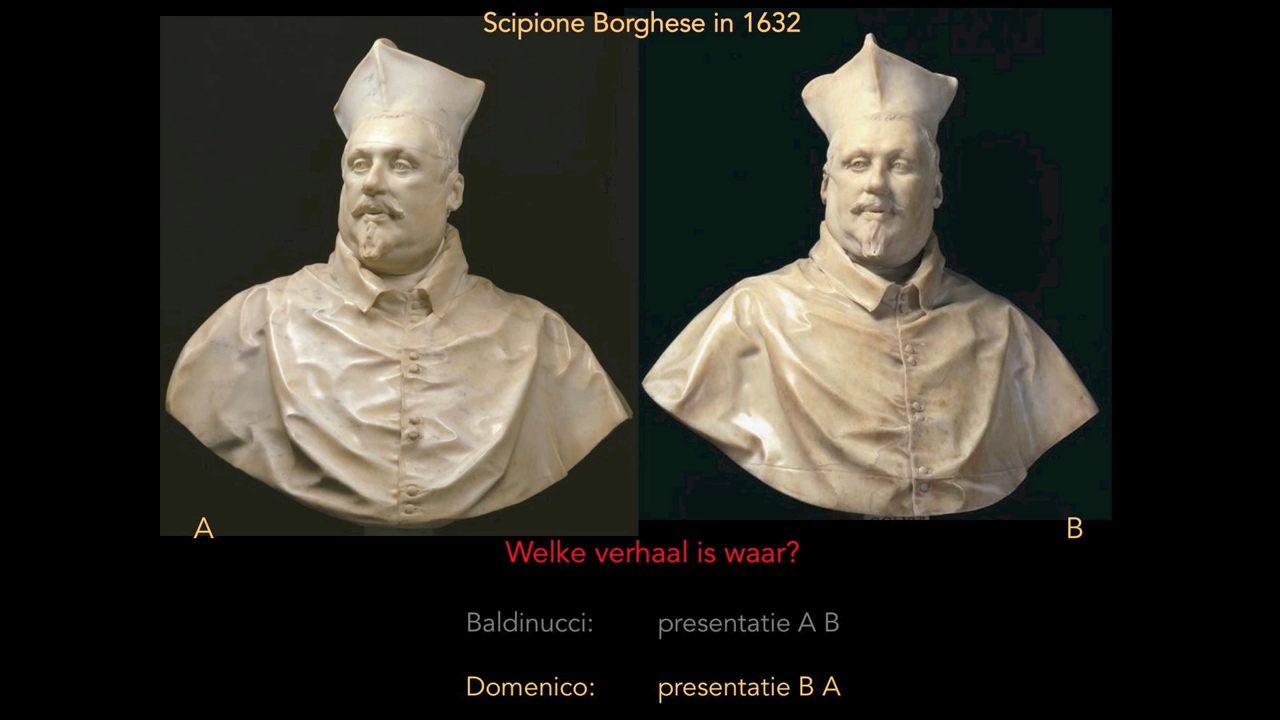 Scipione Borghese in 1632
A
B
Welke verhaal is waar?
Baldinucci: presentatie A B
Domenico: presentatie B A